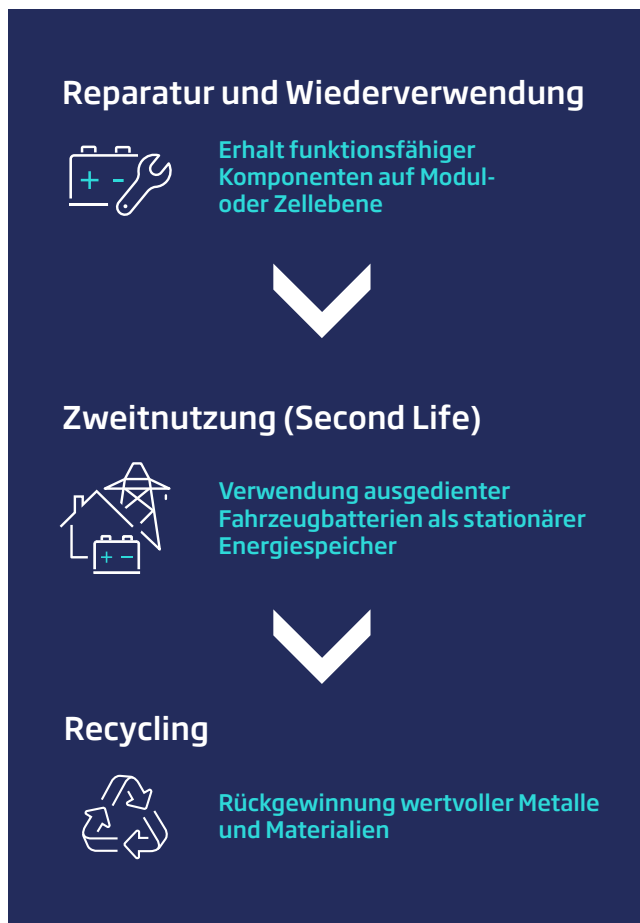 Reparatur und Wiederverwendung
+ -
Erhalt funktionsfähiger
Komponenten auf Modul-
oder Zellebene
Zweitnutzung (Second Life)
+ -
Verwendung ausgedienter
Fahrzeugbatterien als stationärer
Energiespeicher
Recycling
Rückgewinnung wertvoller Metalle
und Materialien